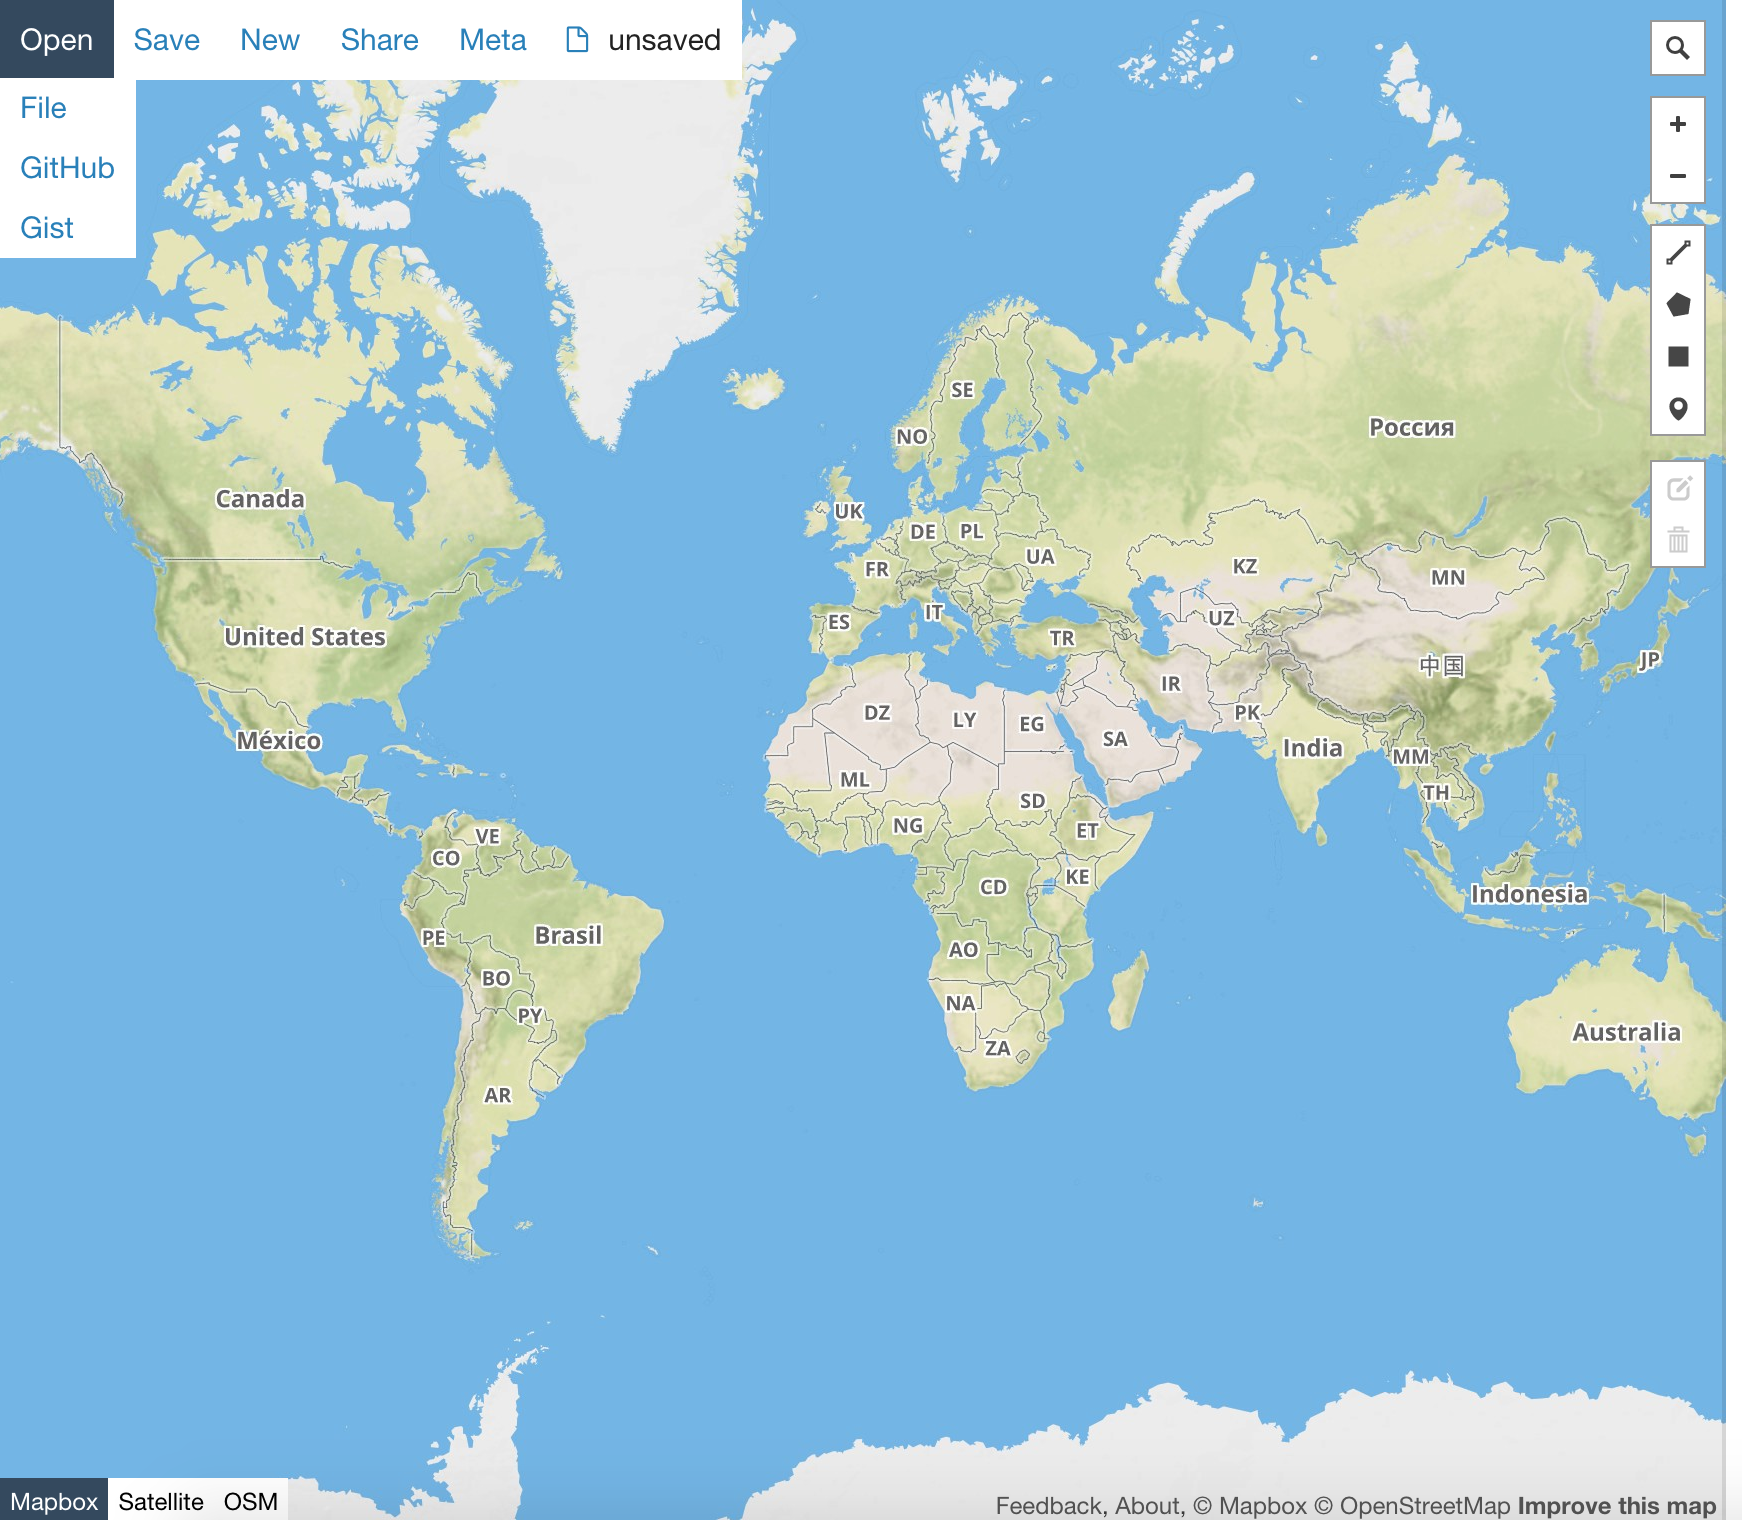 Open Save New Share Meta unsaved
File
GitHub
Gist
SE
Россия
NO
Canada
UK
DE PL
UA
FR
KZ
MN
IT
UZ
ES
United States
TR
JP
中国
IR
DZ
LY
EG
PK
SA
México
India
MM
ML
TH
SD
NG
ET
VE
CO
KE
CD
Indonesia
Brasil
PE
AO
BO
NA
PY
Australia
ZA
AR
Mapbox Satellite OSM
Feedback, About, © Mapbox © OpenStreetMap Improve this map